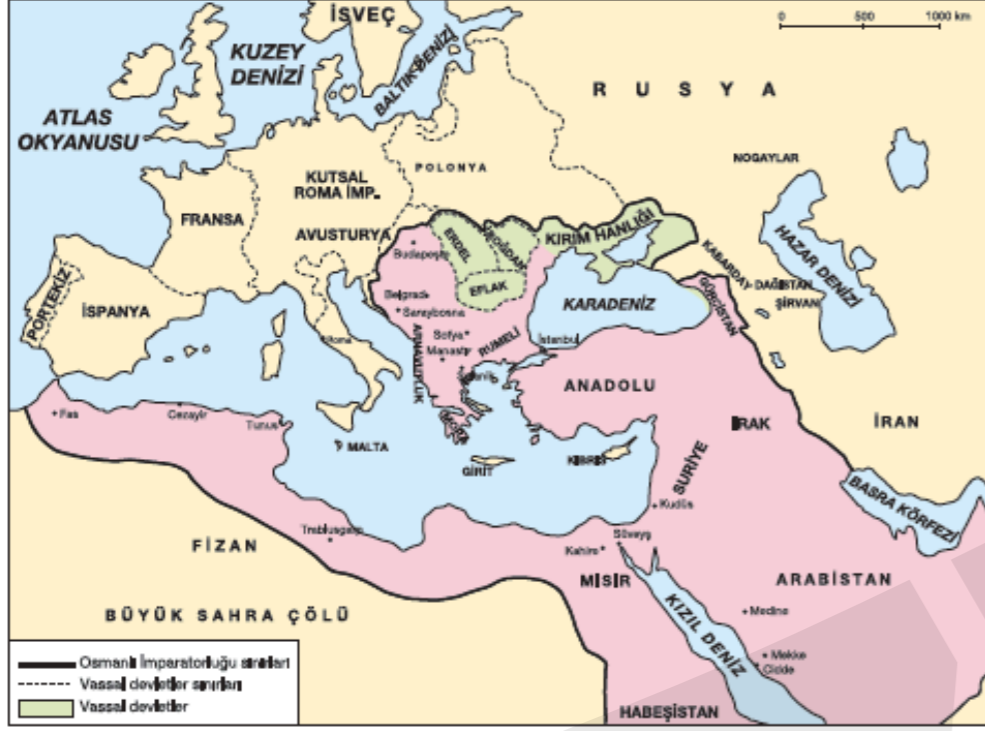 İSVEÇ
0 500 1000 km
KUZEY
DENİZİ
BALTIK DENİZİ
R U S Y A
ATLAS
OKYANUSU
NOGAYLAR
POLONYA
KUTSAL
ROMA İMP.
FRANSA
AVUSTURYA
ERDEL
BOĞDAN
KIRIM HANLIĞI
HAZAR DENİZİ
Budapeşte
KABARDAY
DAĞISTAN
EFLAK
ŞİRVAN
GÜRCİSTAN
PORTEKİZ
İSPANYA
Belgrad
Saraybosna
KARADENİZ
Roma
Sofya
RUMELİ
İstanbul
Manastır
ARNAVUTLUK
Selanik
ANADOLU
MORA
IRAK
İRAN
Fas
Cezayir
Tunus
MALTA
GİRİT
KIBRIS
SURİYE
BASRA KÖRFEZİ
Kudüs
Trablusgarp
FİZAN
Kahire
Süveyş
MISIR
ARABİSTAN
KIZIL DENİZ
Medine
BÜYÜK SAHRA ÇÖLÜ
Mekke
Cidde
HABEŞİSTAN
Osmanlı İmparatorluğu sınırları
Vassal devletler sınırları
Vassal devletler